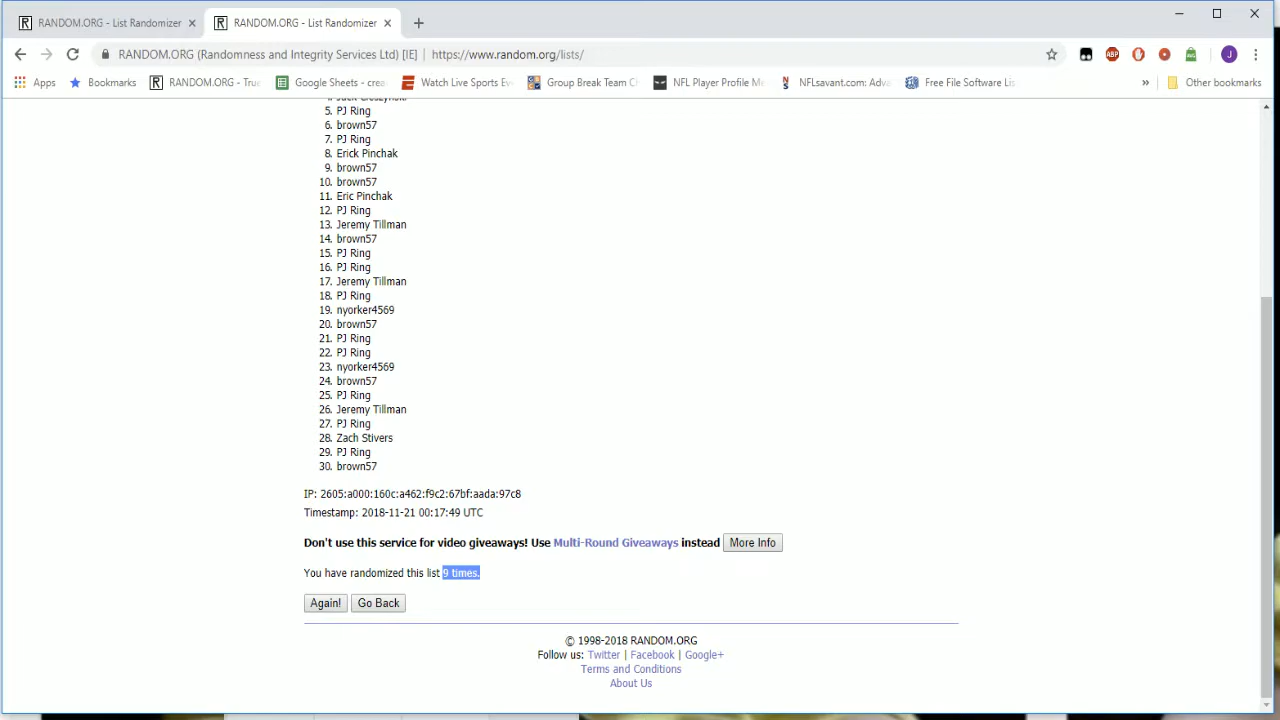 RANDOM.ORG - List Randomizer
RANDOM.ORG - List Randomizer
RANDOM.ORG (Randomness and Integrity Services Ltd) [IE] | https://www.random.org/lists/
Apps Bookmarks RANDOM.ORG - Tru Google Sheets - crea Watch Live Sports Ev Group Break Team C NFL Player Profile M NFLsavant.com: Adva Free File Software Lis » Other bookmarks
5. PJ Ring
6. brown57
7. PJ Ring
8. Erick Pinchak
9. brown57
10. brown57
11. Eric Pinchak
12. PJ Ring
13. Jeremy Tillman
14. brown57
15. PJ Ring
16. PJ Ring
17. Jeremy Tillman
18. PJ Ring
19. nyorker4569
20. brown57
21. PJ Ring
22. PJ Ring
23. nyorker4569
24. brown57
25. PJ Ring
26. Jeremy Tillman
27. PJ Ring
28. Zach Stivers
29. PJ Ring
30. brown57
IP: 2605:a000:160c:a462:f9c2:67bf:aada:97c8
Timestamp: 2018-11-21 00:17:49 UTC
Don't use this service for video giveaways! Use Multi-Round Giveaways instead More Info
You have randomized this list 9 times.
Again! Go Back
© 1998-2018 RANDOM.ORG
Follow us: Twitter | Facebook | Google+
Terms and Conditions
About Us